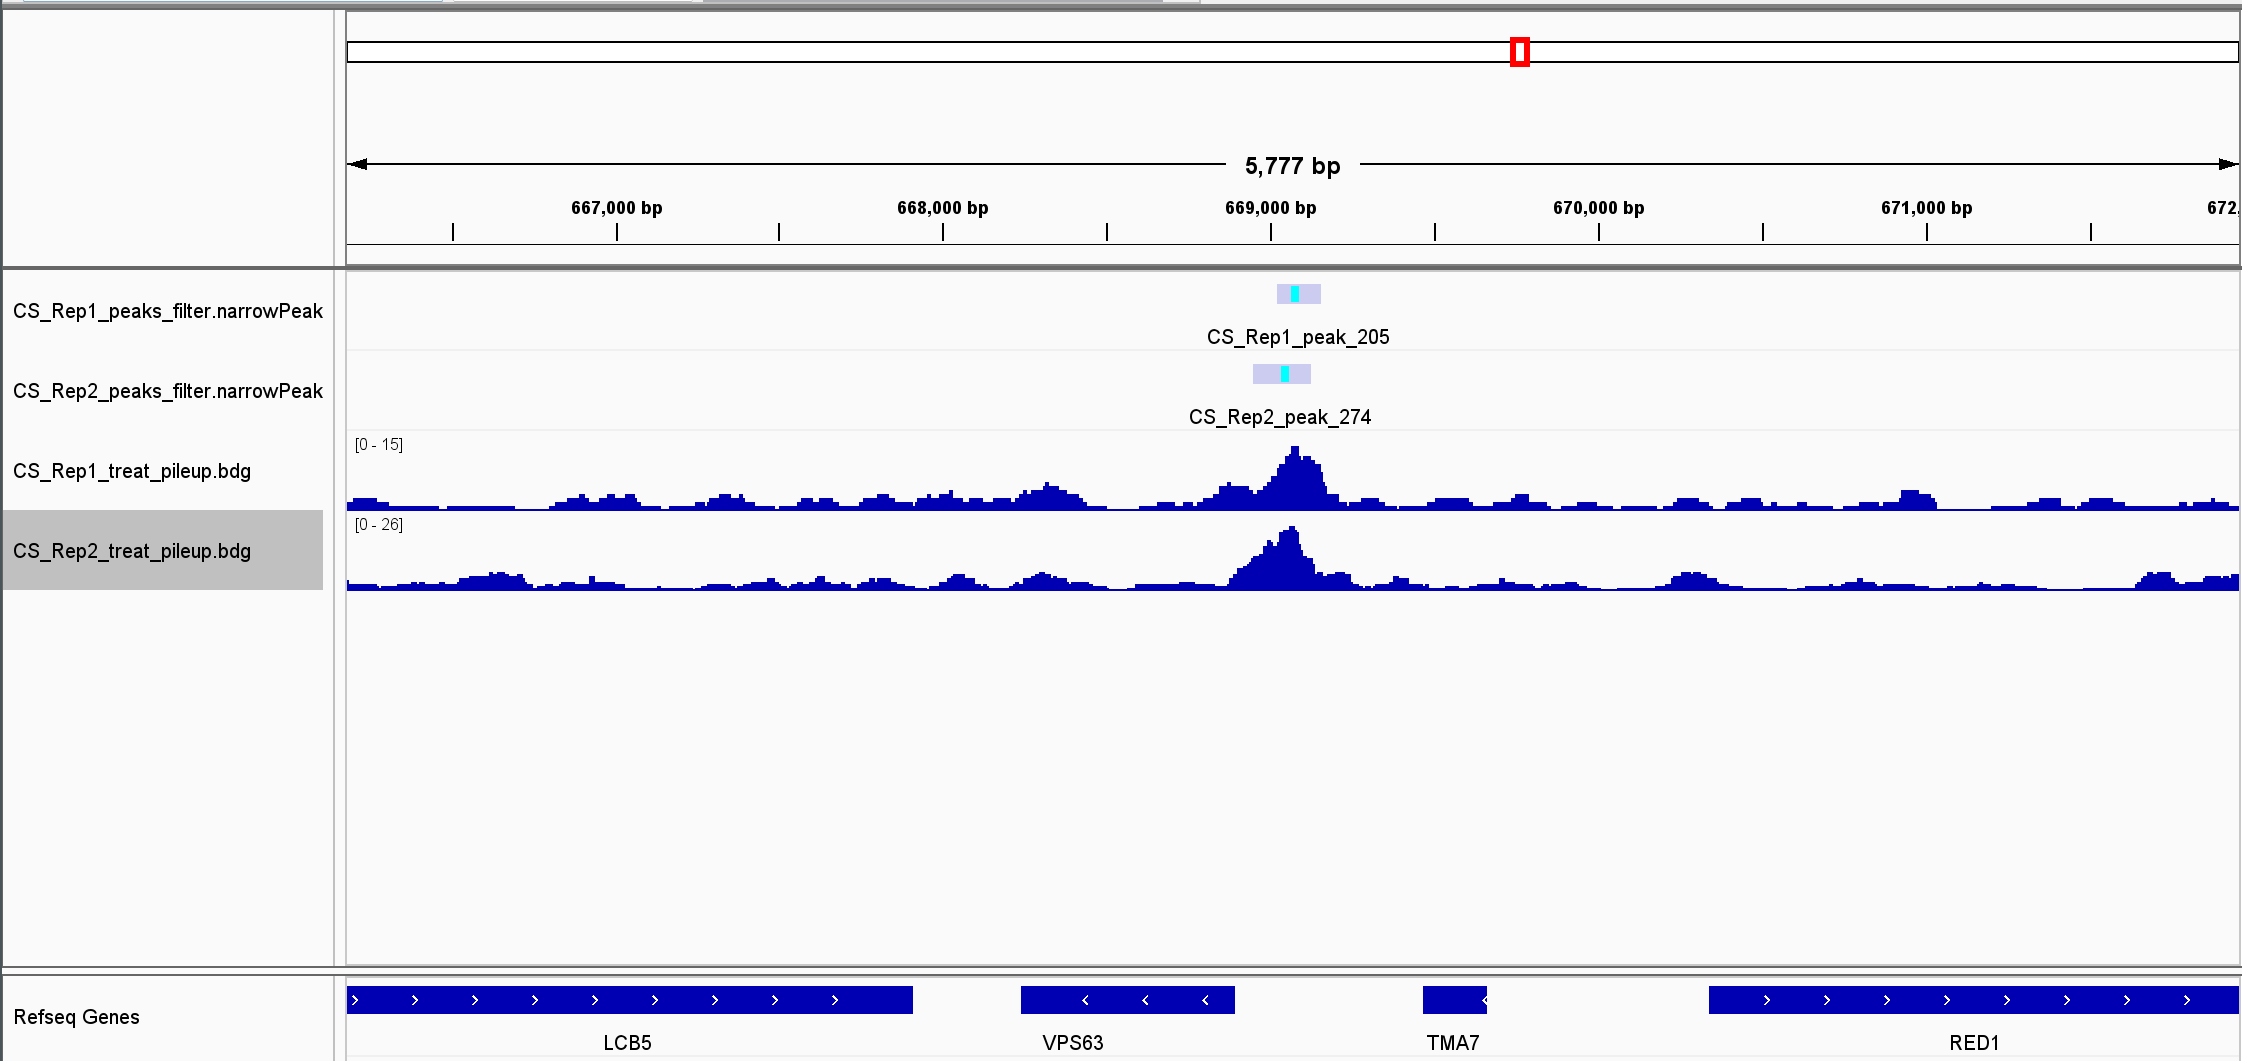 5,777 bp
667,000 bp 668,000 bp 669,000 bp 670,000 bp 671,000 bp 672,
CS_Rep1_peaks_filter.narrowPeak
CS_Rep1_peak_205
CS_Rep2_peaks_filter.narrowPeak
CS_Rep2_peak_274
[0 - 15]
CS_Rep1_treat_pileup.bdg
[0 - 26]
CS_Rep2_treat_pileup.bdg
Refseq Genes
LCB5 VPS63 TMA7 RED1